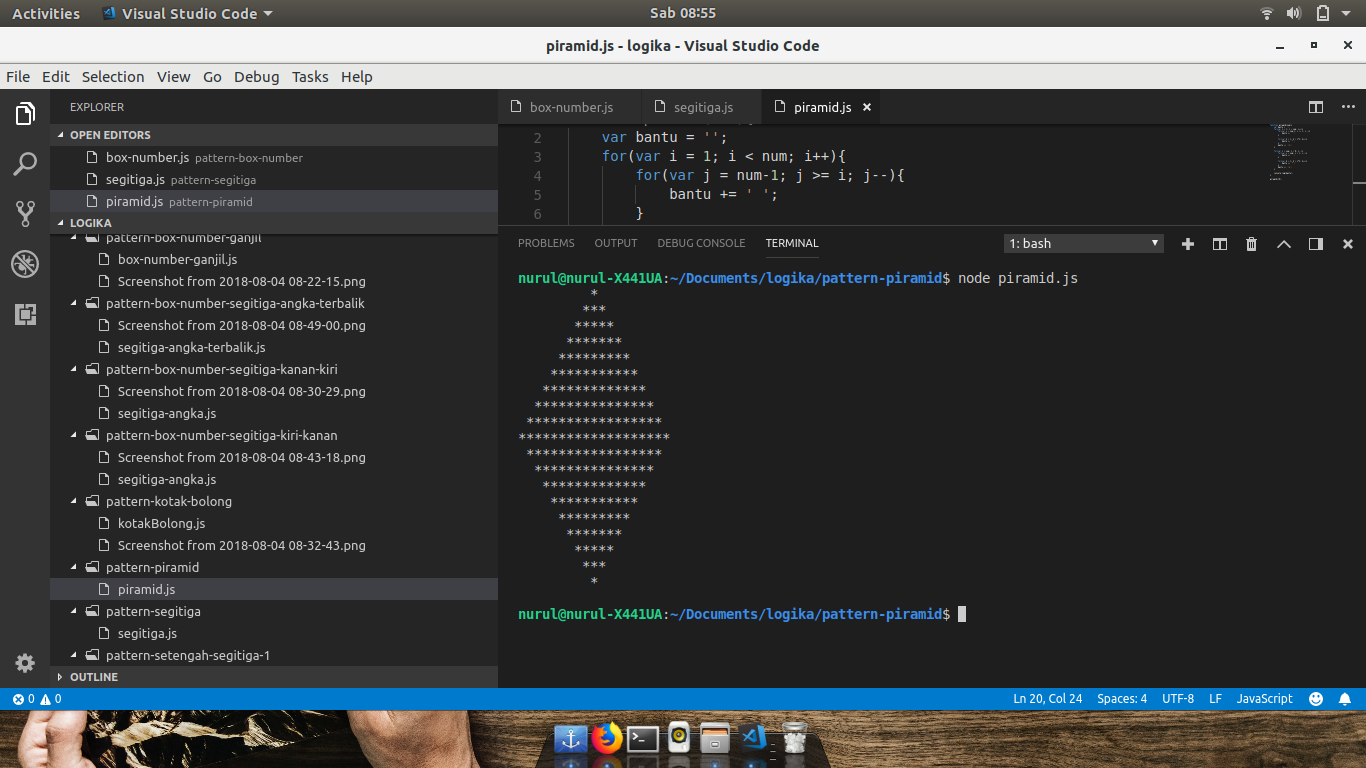 Activities Visual Studio Code Sab 08:55
piramid.js - logika - Visual Studio Code
File Edit Selection View Go Debug Tasks Help
EXPLORER
OPEN EDITORS
box-number.js pattern-box-number
segitiga.js pattern-segitiga
piramid.js pattern-piramid
LOGIKA
pattern-box-number-ganjil
box-number-ganjil.js
Screenshot from 2018-08-04 08-22-15.png
pattern-box-number-segitiga-angka-terbalik
Screenshot from 2018-08-04 08-49-00.png
segitiga-angka-terbalik.js
pattern-box-number-segitiga-kanan-kiri
Screenshot from 2018-08-04 08-30-29.png
segitiga-angka.js
pattern-box-number-segitiga-kiri-kanan
Screenshot from 2018-08-04 08-43-18.png
segitiga-angka.js
pattern-kotak-bolong
kotakBolong.js
Screenshot from 2018-08-04 08-32-43.png
pattern-piramid
piramid.js
pattern-segitiga
segitiga.js
pattern-setengah-segitiga-1
OUTLINE
box-number.js segitiga.js piramid.js
2 var bantu = '';
3 for(var i = 1; i < num; i++){
4 for(var j = num-1; j >= i; j--){
5 bantu += ' ';
6 }
PROBLEMS OUTPUT DEBUG CONSOLE TERMINAL 1: bash
nurul@nurul-X441UA:~/Documents/logika/pattern-piramid$ node piramid.js
         *
        ***
       *****
      *******
     *********
    ***********
   *************
  ***************
 *****************
*******************
 *****************
  ***************
   *************
    ***********
     *********
      *******
       *****
        ***
         *
nurul@nurul-X441UA:~/Documents/logika/pattern-piramid$
0 0 Ln 20, Col 24 Spaces: 4 UTF-8 LF JavaScript